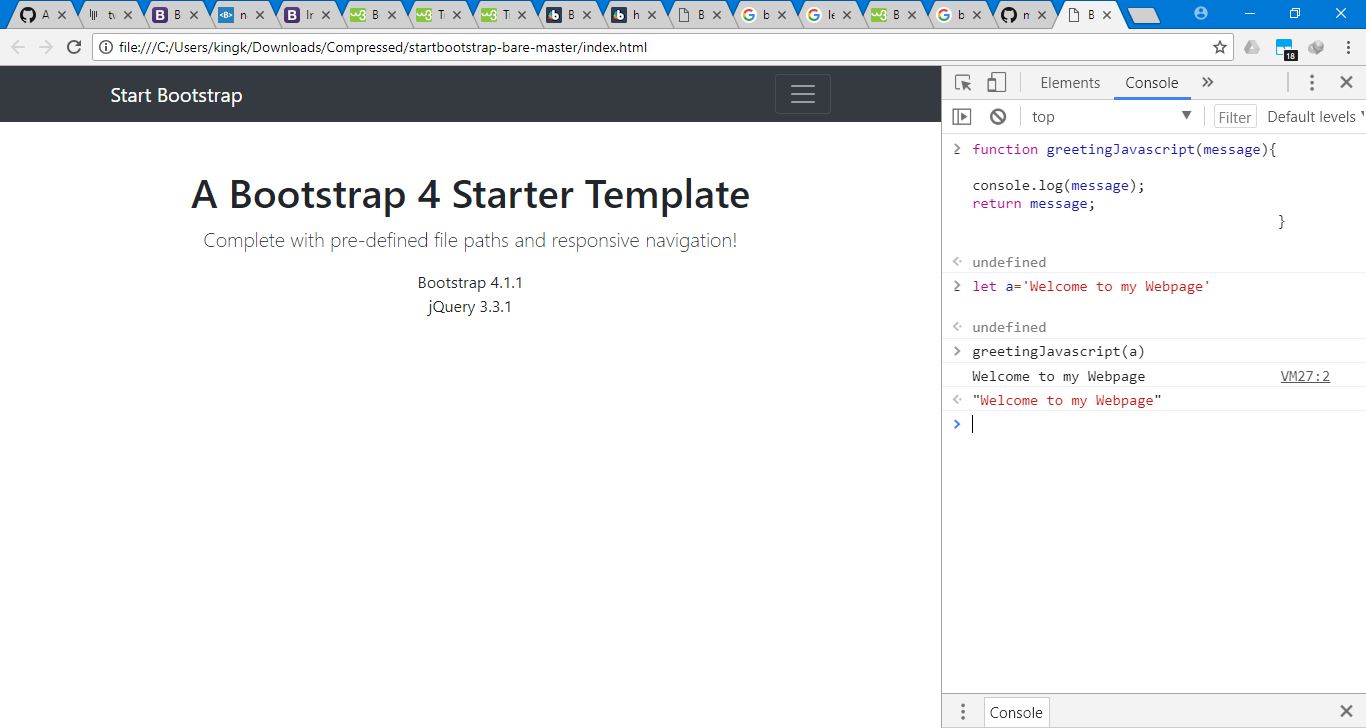 A
tv
B
n
In
B
T
T
B
h
B
b
le
B
b
n
B
file:///C:/Users/kingk/Downloads/Compressed/startbootstrap-bare-master/index.html
18
Start Bootstrap
A Bootstrap 4 Starter Template
Complete with pre-defined file paths and responsive navigation!
Bootstrap 4.1.1
jQuery 3.3.1
Elements
Console
top
Filter
Default levels
function greetingJavascript(message){
console.log(message);
return message;
}
undefined
let a='Welcome to my Webpage'
undefined
greetingJavascript(a)
Welcome to my Webpage VM27:2
"Welcome to my Webpage"
Console